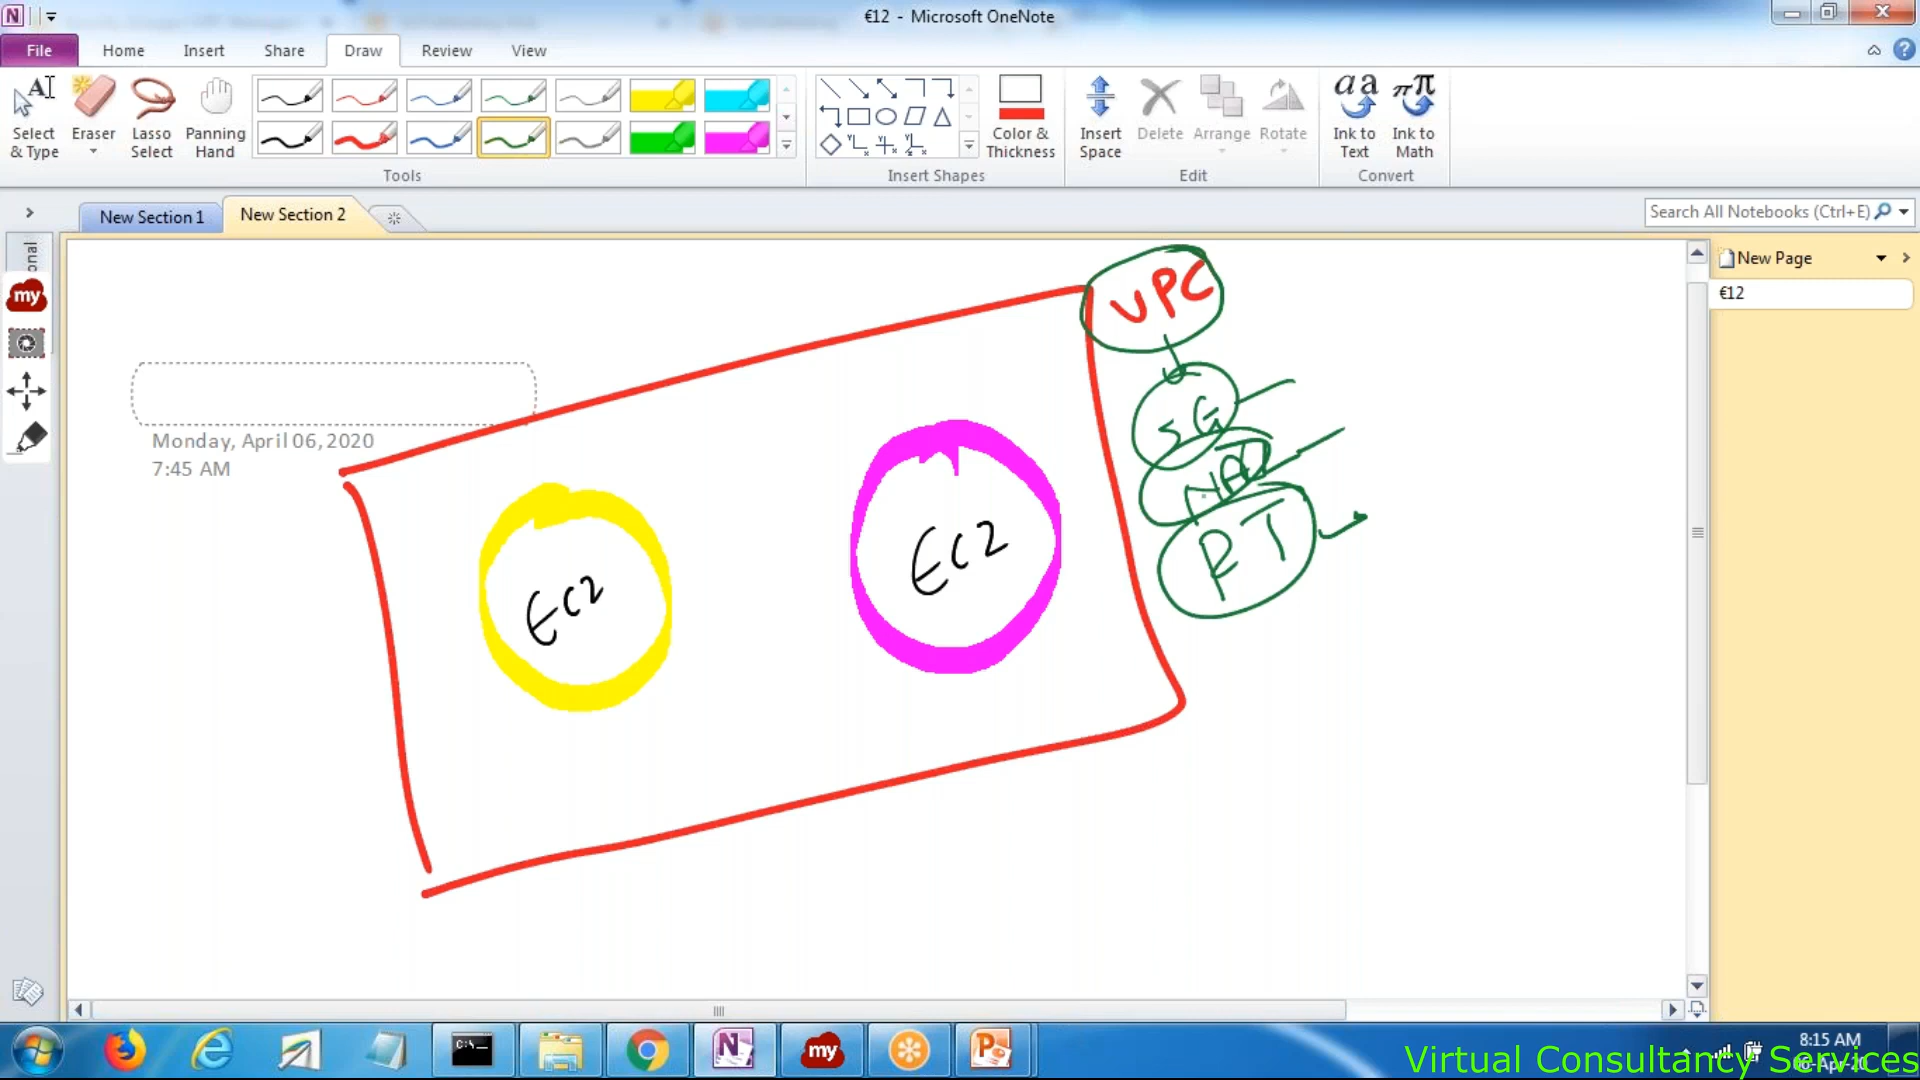 €12 - Microsoft OneNote
File
Home
Insert
Share
Draw
Review
View
Select & Type
Eraser
Lasso Select
Panning Hand
Tools
Insert Shapes
Color & Thickness
Insert Space
Delete
Arrange
Rotate
Edit
Ink to Text
Ink to Math
Convert
New Section 1
New Section 2
Search All Notebooks (Ctrl+E)
onal
New Page
€12
my
Monday, April 06, 2020
7:45 AM
VPC
SG
RT
EC2
EC2
C:\
my
8:15 AM
Virtual Consultancy Services